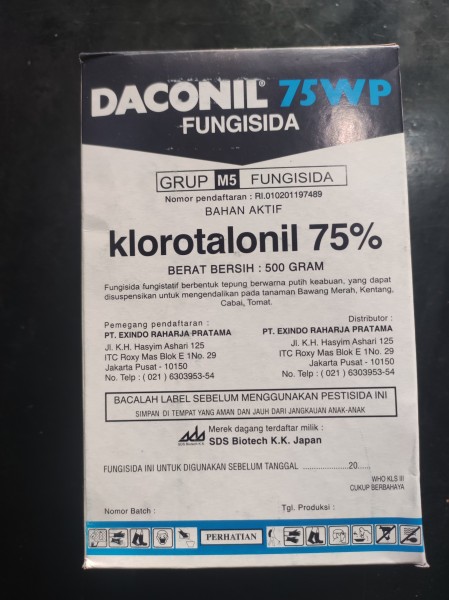 DACONIL® 75WP
FUNGISIDA
GRUP M5 FUNGISIDA
Nomor pendaftaran : RI.010201197489
BAHAN AKTIF
klorotalonil 75%
BERAT BERSIH : 500 GRAM
Fungisida fungistatif berbentuk tepung berwarna putih keabuan, yang dapat
disuspensikan untuk mengendalikan pada tanaman Bawang Merah, Kentang,
Cabai, Tomat.
Pemegang pendaftaran :
PT. EXINDO RAHARJA PRATAMA
Jl. K.H. Hasyim Ashari 125
ITC Roxy Mas Blok E 1No. 29
Jakarta Pusat - 10150
No. Telp : ( 021 ) 6303953-54
Distributor :
PT. EXINDO RAHARJA PRATAMA
Jl. K.H. Hasyim Ashari 125
ITC Roxy Mas Blok E 1No. 29
Jakarta Pusat - 10150
No. Telp : ( 021 ) 6303953-54
BACALAH LABEL SEBELUM MENGGUNAKAN PESTISIDA INI
SIMPAN DI TEMPAT YANG AMAN DAN JAUH DARI JANGKAUAN ANAK-ANAK
Merek dagang terdaftar milik :
SDS Biotech K.K. Japan
FUNGISIDA INI UNTUK DIGUNAKAN SEBELUM TANGGAL ......................20......
WHO KLS III
CUKUP BERBAHAYA
Nomor Batch :
Tgl. Produksi :
PERHATIAN